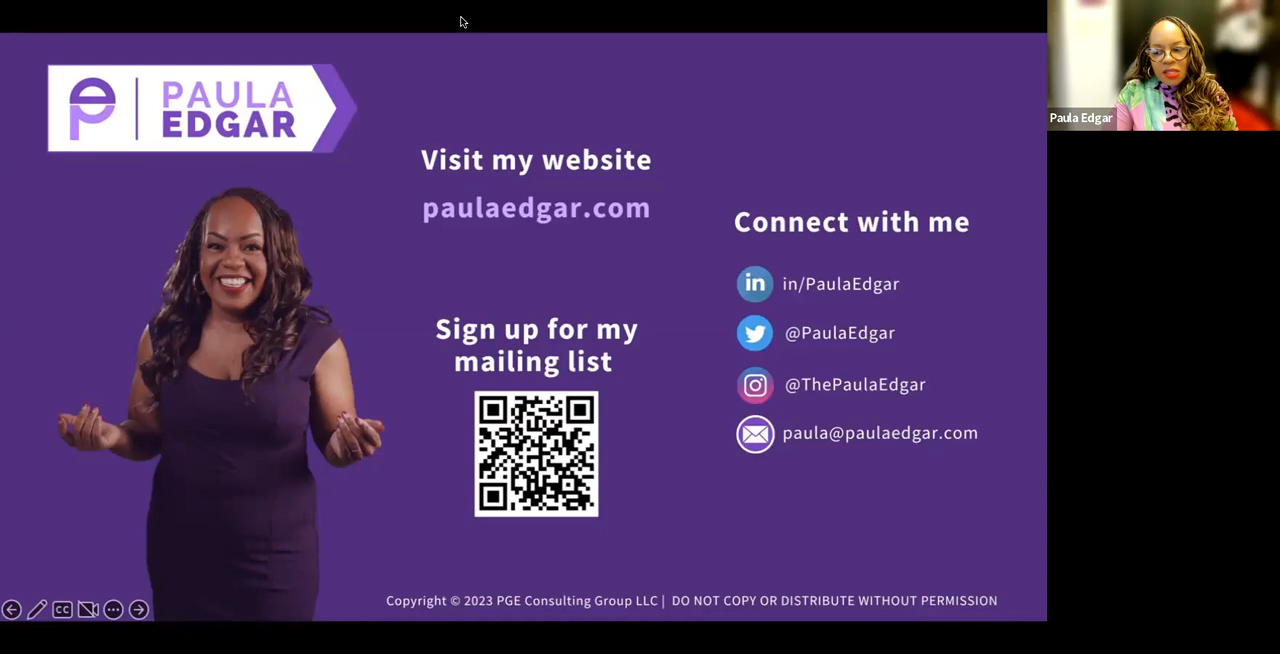 PAULA
EDGAR
Visit my website
paulaedgar.com
Sign up for my
mailing list
Connect with me
in
in/PaulaEdgar
@PaulaEdgar
@ThePaulaEdgar
paula@paulaedgar.com
CC
Copyright © 2023 PGE Consulting Group LLC | DO NOT COPY OR DISTRIBUTE WITHOUT PERMISSION
Paula Edgar